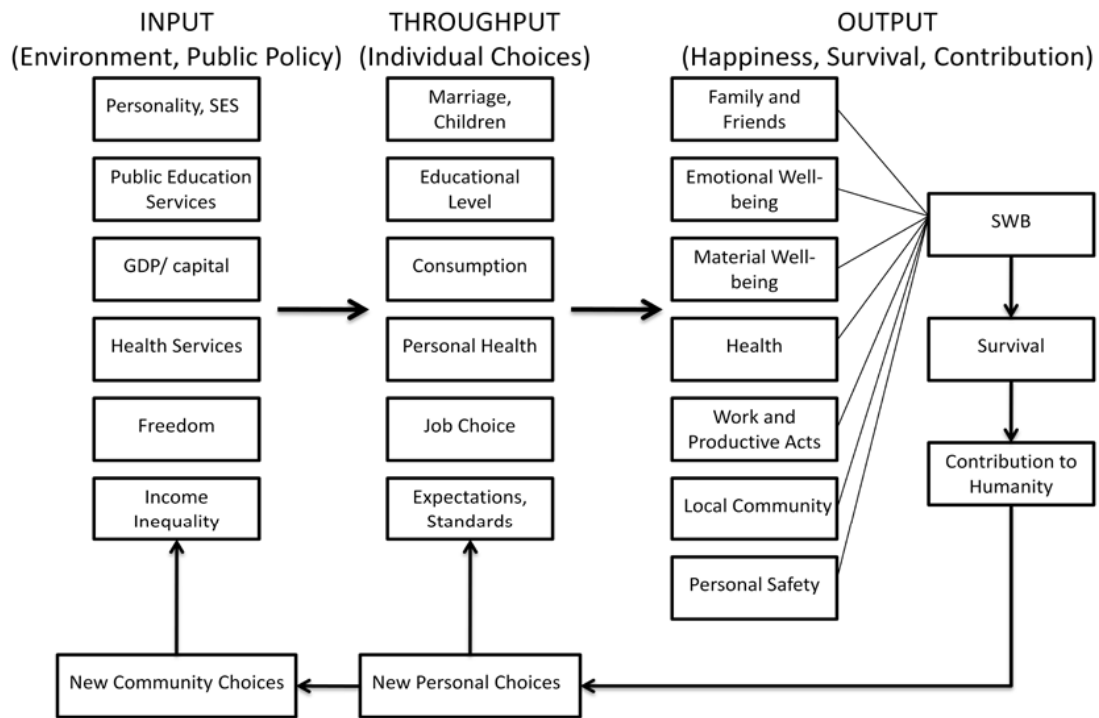 INPUT
(Environment, Public Policy)
Personality, SES
Public Education
Services
GDP/ capital
Health Services
Freedom
Income
Inequality
New Community Choices
THROUGHPUT
(Individual Choices)
Marriage,
Children
Educational
Level
Consumption
Personal Health
Job Choice
Expectations,
Standards
New Personal Choices
OUTPUT
(Happiness, Survival, Contribution)
Family and
Friends
Emotional Well-
being
Material Well-
being
Health
Work and
Productive Acts
Local Community
Personal Safety
SWB
Survival
Contribution to
Humanity